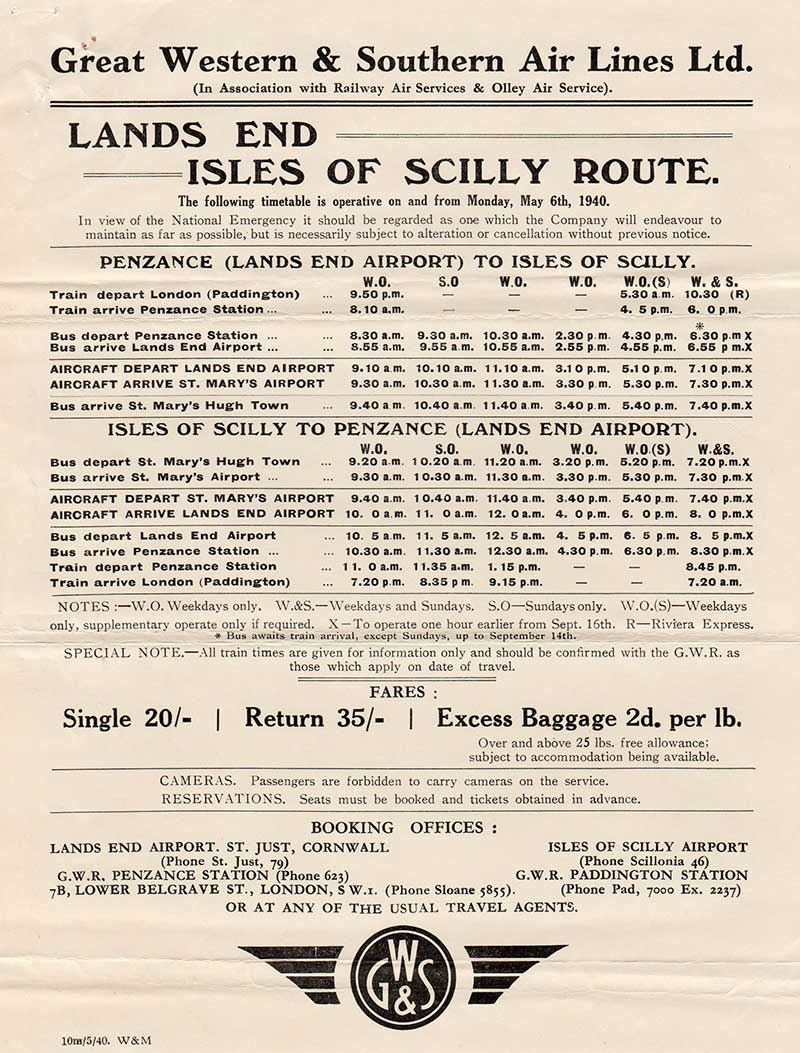 Great Western & Southern Air Lines Ltd.
(In Association with Railway Air Services & Olley Air Service).
LANDS END
ISLES OF SCILLY ROUTE.
The following timetable is operative on and from Monday, May 6th, 1940.
In view of the National Emergency it should be regarded as one which the Company will endeavour to
maintain as far as possible, but is necessarily subject to alteration or cancellation without previous notice.
PENZANCE (LANDS END AIRPORT) TO ISLES OF SCILLY.
W.O. S.O W.O. W.O. W.O.(S) W. & S.
Train depart London (Paddington) ... 9.50 p.m. — — — 5.30 a.m. 10.30 (R)
Train arrive Penzance Station ... ... 8.10 a.m. — — — 4. 5 p.m. 6. 0 p.m.
*
Bus depart Penzance Station ... ... 8.30 a.m. 9.30 a.m. 10.30 a.m. 2.30 p.m. 4.30 p.m. 6.30 p.m X
Bus arrive Lands End Airport ... ... 8.55 a.m. 9.55 a.m. 10.55 a.m. 2.55 p.m. 4.55 p.m. 6.55 p m.X
AIRCRAFT DEPART LANDS END AIRPORT 9.10 a.m. 10.10 a.m. 11.10 a.m. 3.10 p.m. 5.10 p.m. 7.10 p.m.X
AIRCRAFT ARRIVE ST. MARY'S AIRPORT 9.30 a.m. 10.30 a.m. 11.30 a.m. 3.30 p.m. 5.30 p.m. 7.30 p.m.X
Bus arrive St. Mary's Hugh Town ... 9.40 a.m. 10.40 a.m. 11.40 a.m. 3.40 p.m. 5.40 p.m. 7.40 p.m.X
ISLES OF SCILLY TO PENZANCE (LANDS END AIRPORT).
W.O. S.O. W.O. W.O. W.O.(S) W.&S.
Bus depart St. Mary's Hugh Town ... 9.20 a.m. 10.20 a.m. 11.20 a.m. 3.20 p.m. 5.20 p.m. 7.20 p.m.X
Bus arrive St. Mary's Airport ... ... 9.30 a.m. 10.30 a.m. 11.30 a.m. 3.30 p.m. 5.30 p.m. 7.30 p.m.X
AIRCRAFT DEPART ST. MARY'S AIRPORT 9.40 a.m. 10.40 a.m. 11.40 a.m. 3.40 p.m. 5.40 p.m. 7.40 p.m.X
AIRCRAFT ARRIVE LANDS END AIRPORT 10. 0 a.m. 11. 0 a.m. 12. 0 a.m. 4. 0 p.m. 6. 0 p.m. 8. 0 p.m.X
Bus depart Lands End Airport ... 10. 5 a.m. 11. 5 a.m. 12. 5 a.m. 4. 5 p.m. 6. 5 p.m. 8. 5 p.m.X
Bus arrive Penzance Station ... ... 10.30 a.m. 11.30 a.m. 12.30 a.m. 4.30 p.m. 6.30 p.m. 8.30 p.m.X
Train depart Penzance Station ... 11. 0 a.m. 11.35 a.m. 1. 15 p.m. — — 8.45 p.m.
Train arrive London (Paddington) ... 7.20 p.m. 8.35 p m. 9.15 p.m. — — 7.20 a.m.
NOTES :—W.O. Weekdays only. W.&S.—Weekdays and Sundays. S.O—Sundays only. W.O.(S)—Weekdays
only, supplementary operate only if required. X—To operate one hour earlier from Sept. 16th. R—Riviera Express.
* Bus awaits train arrival, except Sundays, up to September 14th.
SPECIAL NOTE.—All train times are given for information only and should be confirmed with the G.W.R. as
those which apply on date of travel.
FARES :
Single 20/- | Return 35/- | Excess Baggage 2d. per lb.
Over and above 25 lbs. free allowance;
subject to accommodation being available.
CAMERAS. Passengers are forbidden to carry cameras on the service.
RESERVATIONS. Seats must be booked and tickets obtained in advance.
BOOKING OFFICES :
LANDS END AIRPORT. ST. JUST, CORNWALL ISLES OF SCILLY AIRPORT
(Phone St. Just, 79) (Phone Scillonia 46)
G.W.R. PENZANCE STATION (Phone 623) G.W.R. PADDINGTON STATION
7B, LOWER BELGRAVE ST., LONDON, S W.1. (Phone Sloane 5855). (Phone Pad, 7000 Ex. 2237)
OR AT ANY OF THE USUAL TRAVEL AGENTS.
GW&S
10m/5/40. W&M